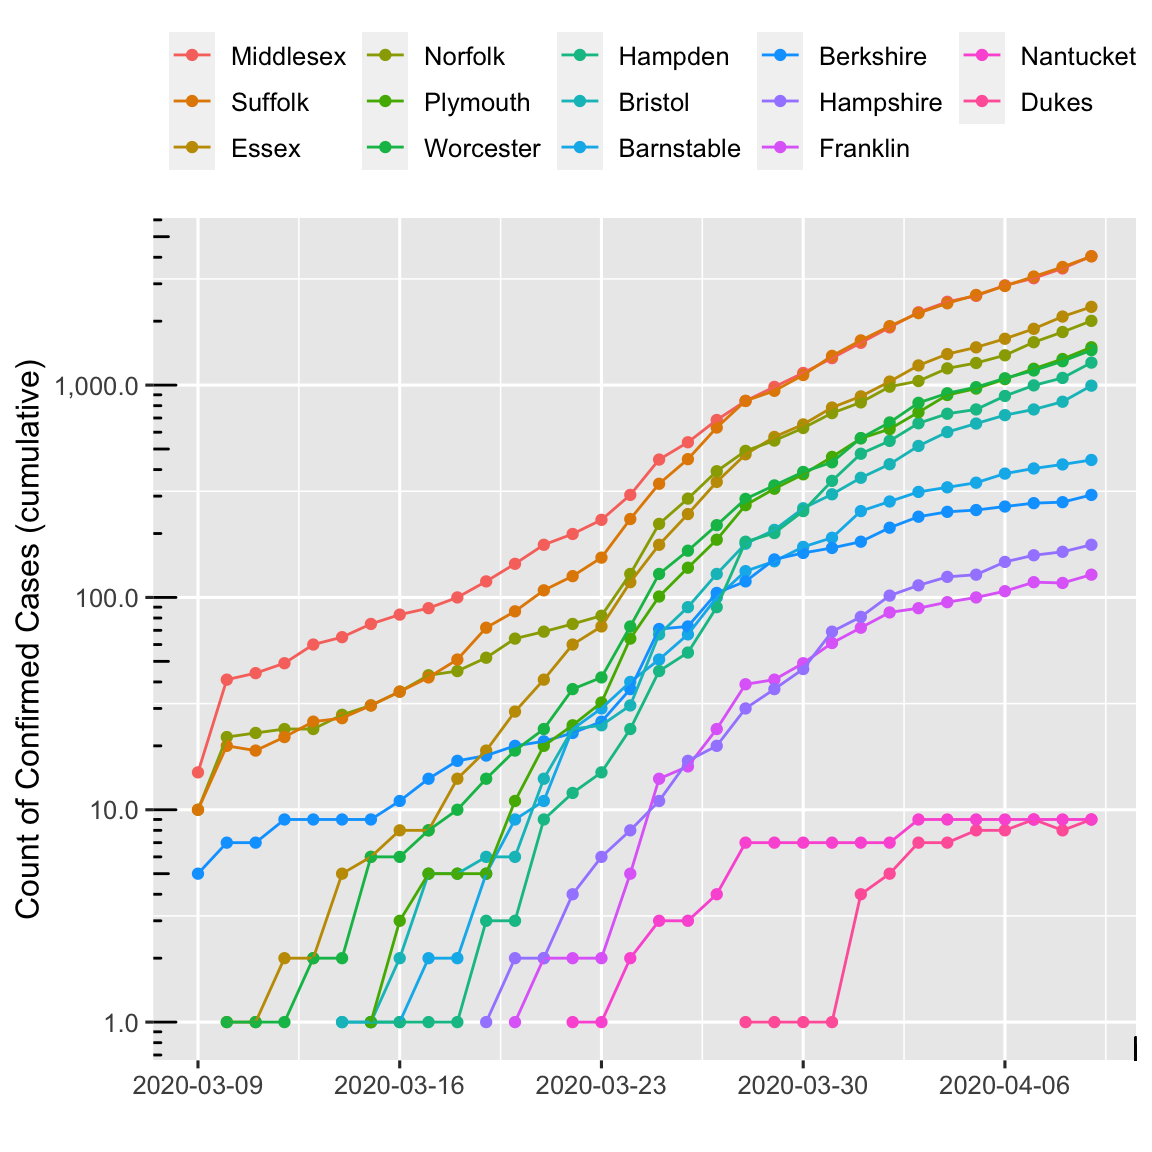 Middlesex Norfolk Hampden Berkshire Nantucket
Suffolk Plymouth Bristol Hampshire Dukes
Essex Worcester Barnstable Franklin
Count of Confirmed Cases (cumulative)
1,000.0
100.0
10.0
1.0
2020-03-09 2020-03-16 2020-03-23 2020-03-30 2020-04-06